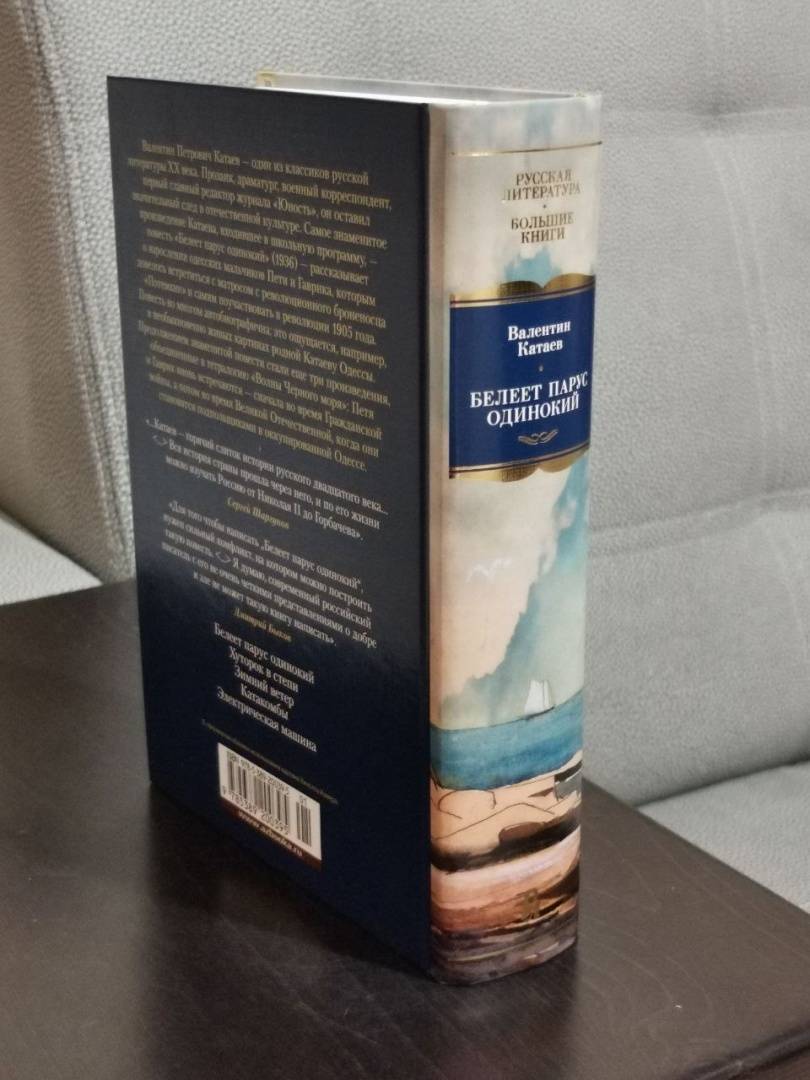 Валентин Петрович Катаев — один из классиков русской
литературы XX века. Прозаик, драматург, военный корреспондент,
первый главный редактор журнала «Юность», он оставил
значительный след в отечественной культуре. Самое знаменитое
произведение Катаева, входившее в школьную программу, —
повесть «Белеет парус одинокий» (1936) — рассказывает
о взрослении одесских мальчиков Пети и Гаврика, которым
довелось встретиться с матросом с революционного броненосца
«Потемкин» и самим поучаствовать в революции 1905 года.
Повесть во многом автобиографична: это ощущается, например,
в необыкновенно живых картинах родной Катаеву Одессы.
Продолжением знаменитой повести стали еще три произведения,
объединенные в тетралогию «Волны Черного моря»: Петя
и Гаврик вновь встречаются — сначала во время Гражданской
войны, а потом во время Великой Отечественной, когда они
становятся подпольщиками в оккупированной Одессе.
«...Катаев — горячий слиток истории русского двадцатого века...
<...> Вся история страны прошла через него, и по его жизни
можно изучать Россию от Николая II до Горбачева».
Сергей Шаргунов
«Для того чтобы написать „Белеет парус одинокий“,
нужен сильный конфликт, на котором можно построить
такую повесть. <...> Я думаю, современный российский
писатель с его не очень четкими представлениями о добре
и зле не может такую книгу написать».
Дмитрий Быков
Белеет парус одинокий
Хуторок в степи
Зимний ветер
Катакомбы
Электрическая машина
www.azbooka.ru
РУССКАЯ
ЛИТЕРАТУРА
БОЛЬШИЕ
КНИГИ
Валентин
Катаев
БЕЛЕЕТ ПАРУС
ОДИНОКИЙ